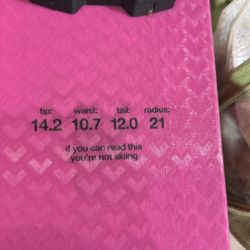 tip: waist: tail: radius:
14.2 10.7 12.0 21
if you can read this
you're not skiing